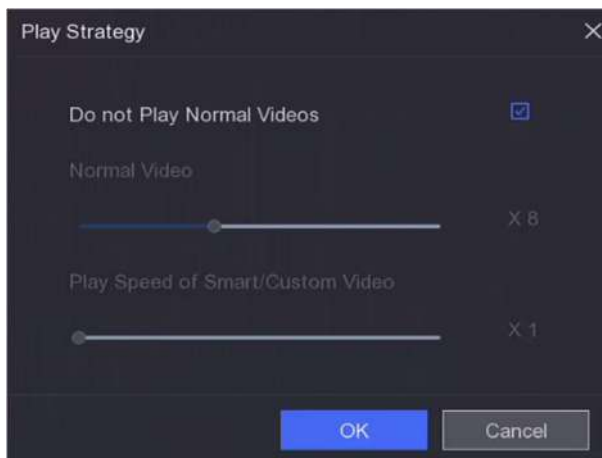 Play Strategy
Do not Play Normal Videos
Normal Video
X 8
Play Speed of Smart/Custom Video
X 1
OK
Cancel